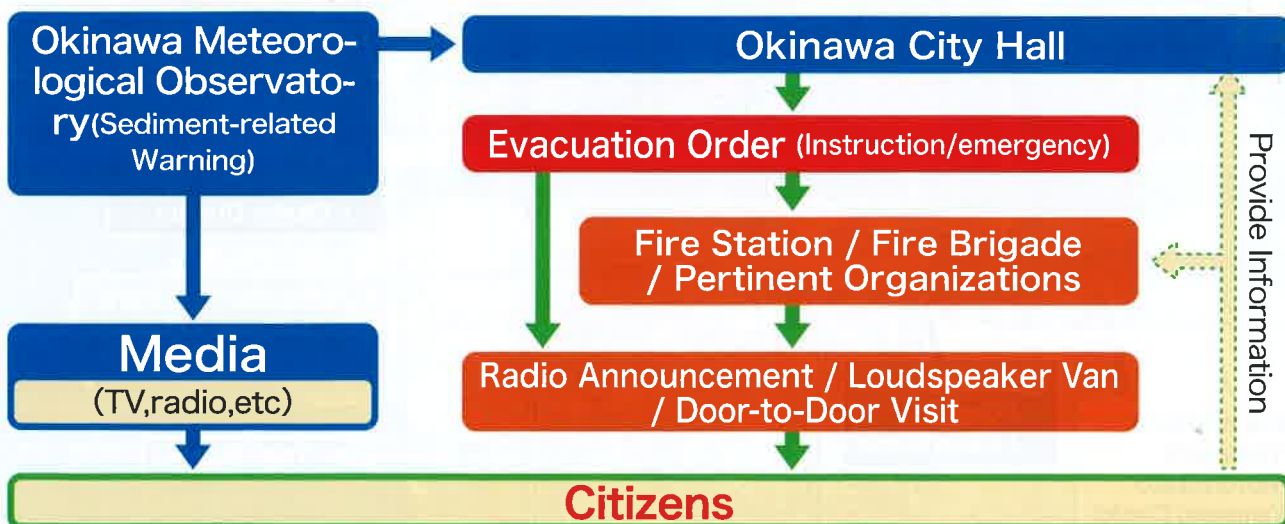 Okinawa Meteoro-
logical Observato-
ry(Sediment-related
Warning)
Okinawa City Hall
Evacuation Order (Instruction/emergency)
Fire Station / Fire Brigade
/ Pertinent Organizations
Provide Information
Media
(TV,radio,etc)
Radio Announcement / Loudspeaker Van
/ Door-to-Door Visit
Citizens